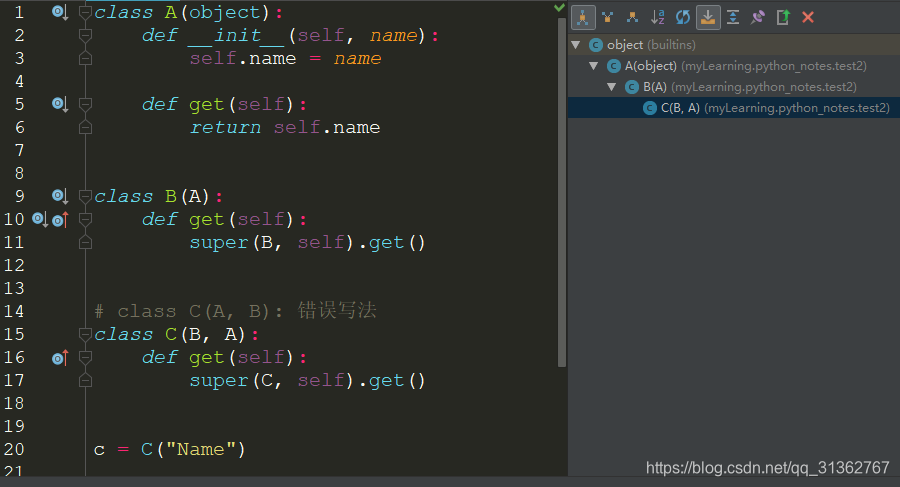 1 class A(object):
2 def __init__(self, name):
3 self.name = name
4
5 def get(self):
6 return self.name
7
8
9 class B(A):
10 def get(self):
11 super(B, self).get()
12
13
14 # class C(A, B): 错误写法
15 class C(B, A):
16 def get(self):
17 super(C, self).get()
18
19
20 c = C("Name")
21
object (builtins)
A(object) (myLearning.python_notes.test2)
B(A) (myLearning.python_notes.test2)
C(B, A) (myLearning.python_notes.test2)
https://blog.csdn.net/qq_31362767